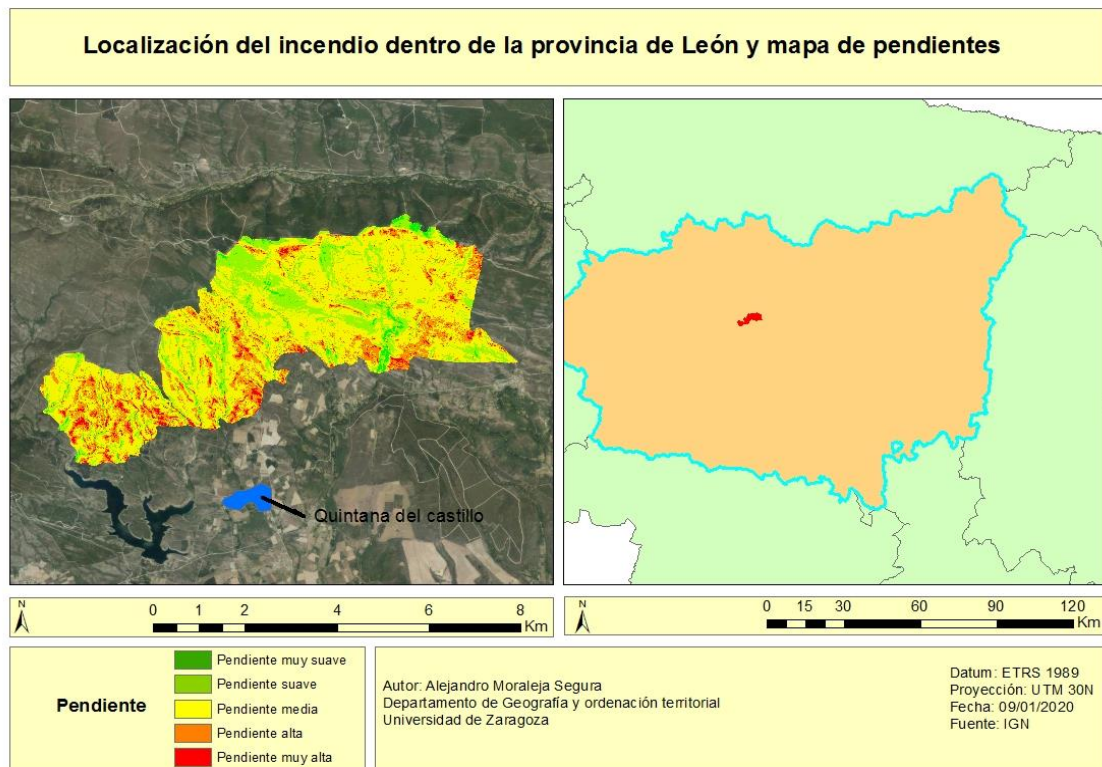 Localización del incendio dentro de la provincia de León y mapa de pendientes
Quintana del castillo
N
0 1 2 4 6 8
Km
N
0 15 30 60 90 120
Km
Pendiente
Pendiente muy suave
Pendiente suave
Pendiente media
Pendiente alta
Pendiente muy alta
Autor: Alejandro Moraleja Segura
Departamento de Geografía y ordenación territorial
Universidad de Zaragoza
Datum: ETRS 1989
Proyección: UTM 30N
Fecha: 09/01/2020
Fuente: IGN